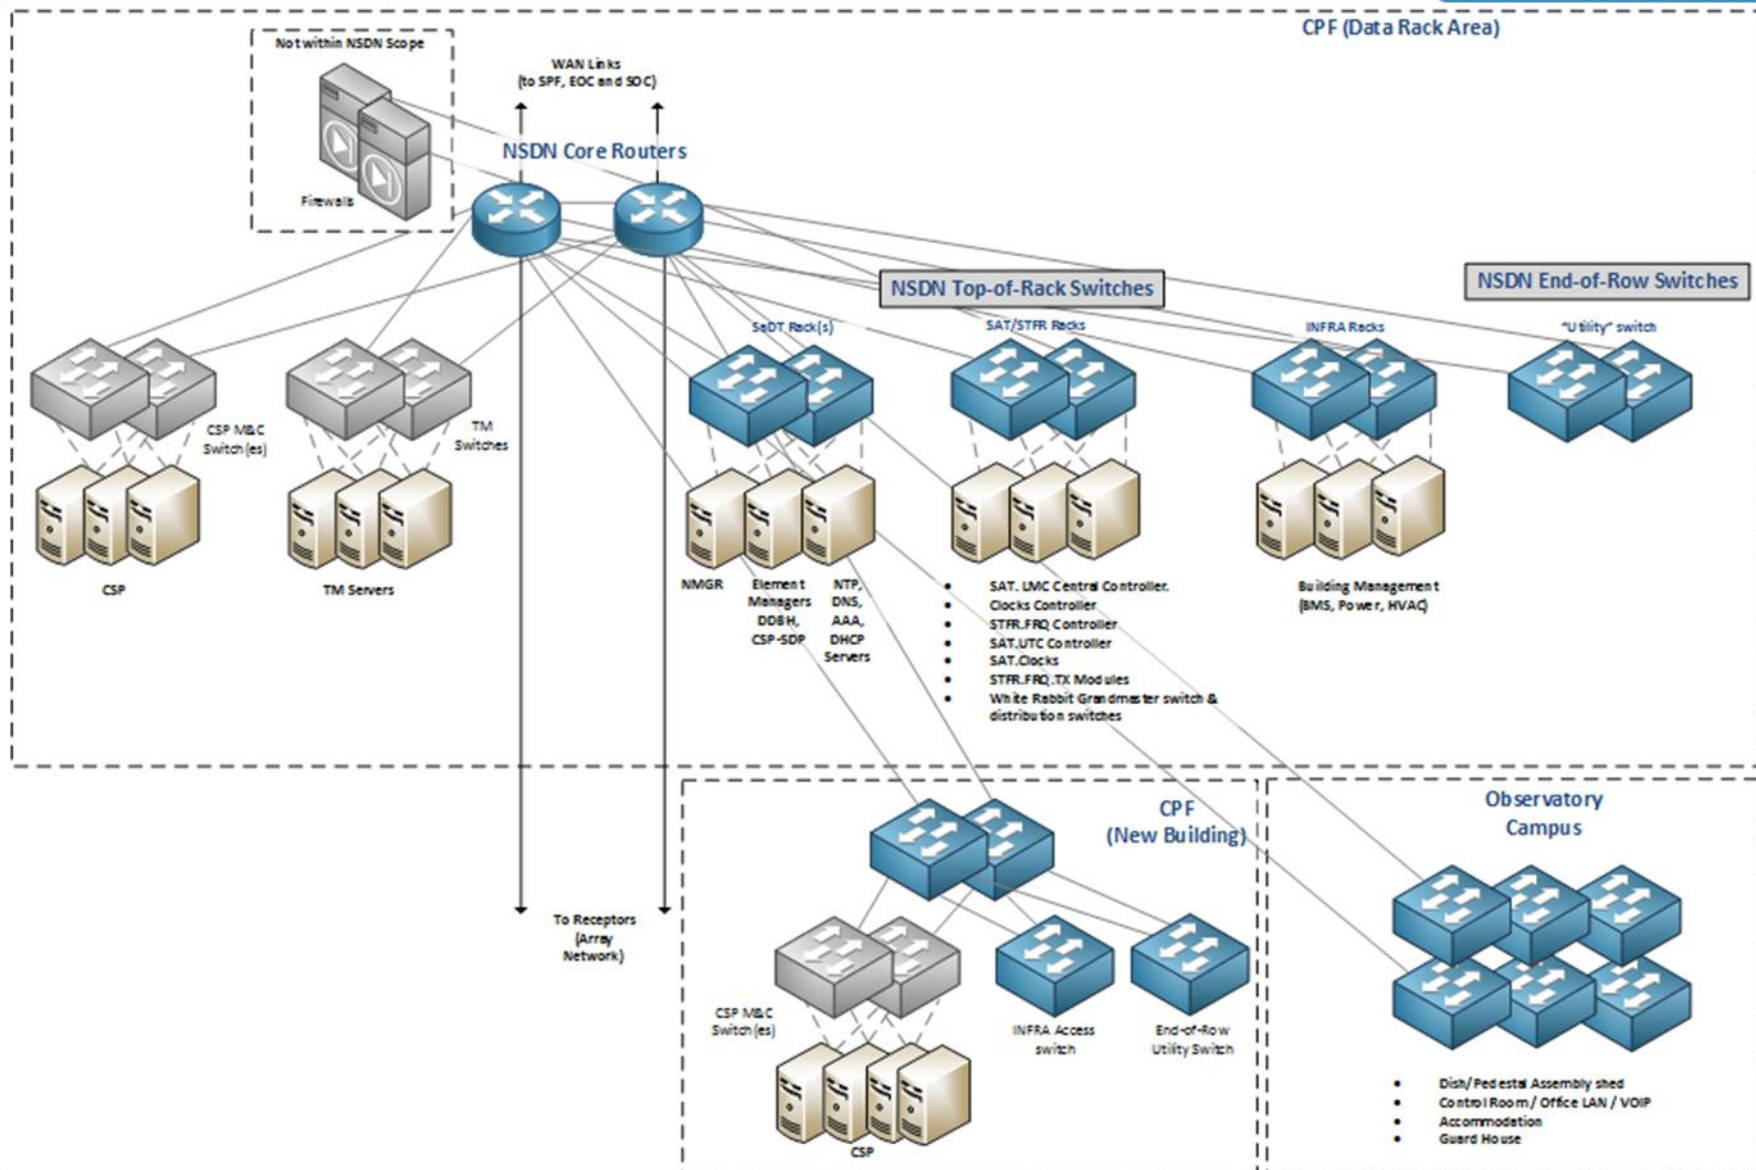 CPF (Data Rack Area)
Not within NSDN Scope
WAN Links
(to SPF, EOC and SOC)
NSDN Core Routers
Firewalls
NSDN Top-of-Rack Switches
NSDN End-of-Row Switches
SaDT Rack(s)
SAT/STFR Racks
INFRA Racks
"Utility" switch
CSP M&C
Switch(es)
TM
Switches
CSP
TM Servers
NMGR
Element
Managers
DDBH,
CSP-SDP
NTP,
DNS,
AAA,
DHCP
Servers
• SAT. LMC Central Controller.
• Clocks Controller
• STFR.FRQ Controller
• SAT.UTC Controller
• SAT.Clocks
• STFR.FRQ.TX Modules
• White Rabbit Grandmaster switch &
distribution switches
Building Management
(BMS, Power, HVAC)
CPF
(New Building)
Observatory
Campus
To Receptors
(Array
Network)
CSP M&C
Switch(es)
INFRA Access
switch
End-of-Row
Utility Switch
CSP
• Dish/Pedestal Assembly shed
• Control Room / Office LAN / VOIP
• Accommodation
• Guard House